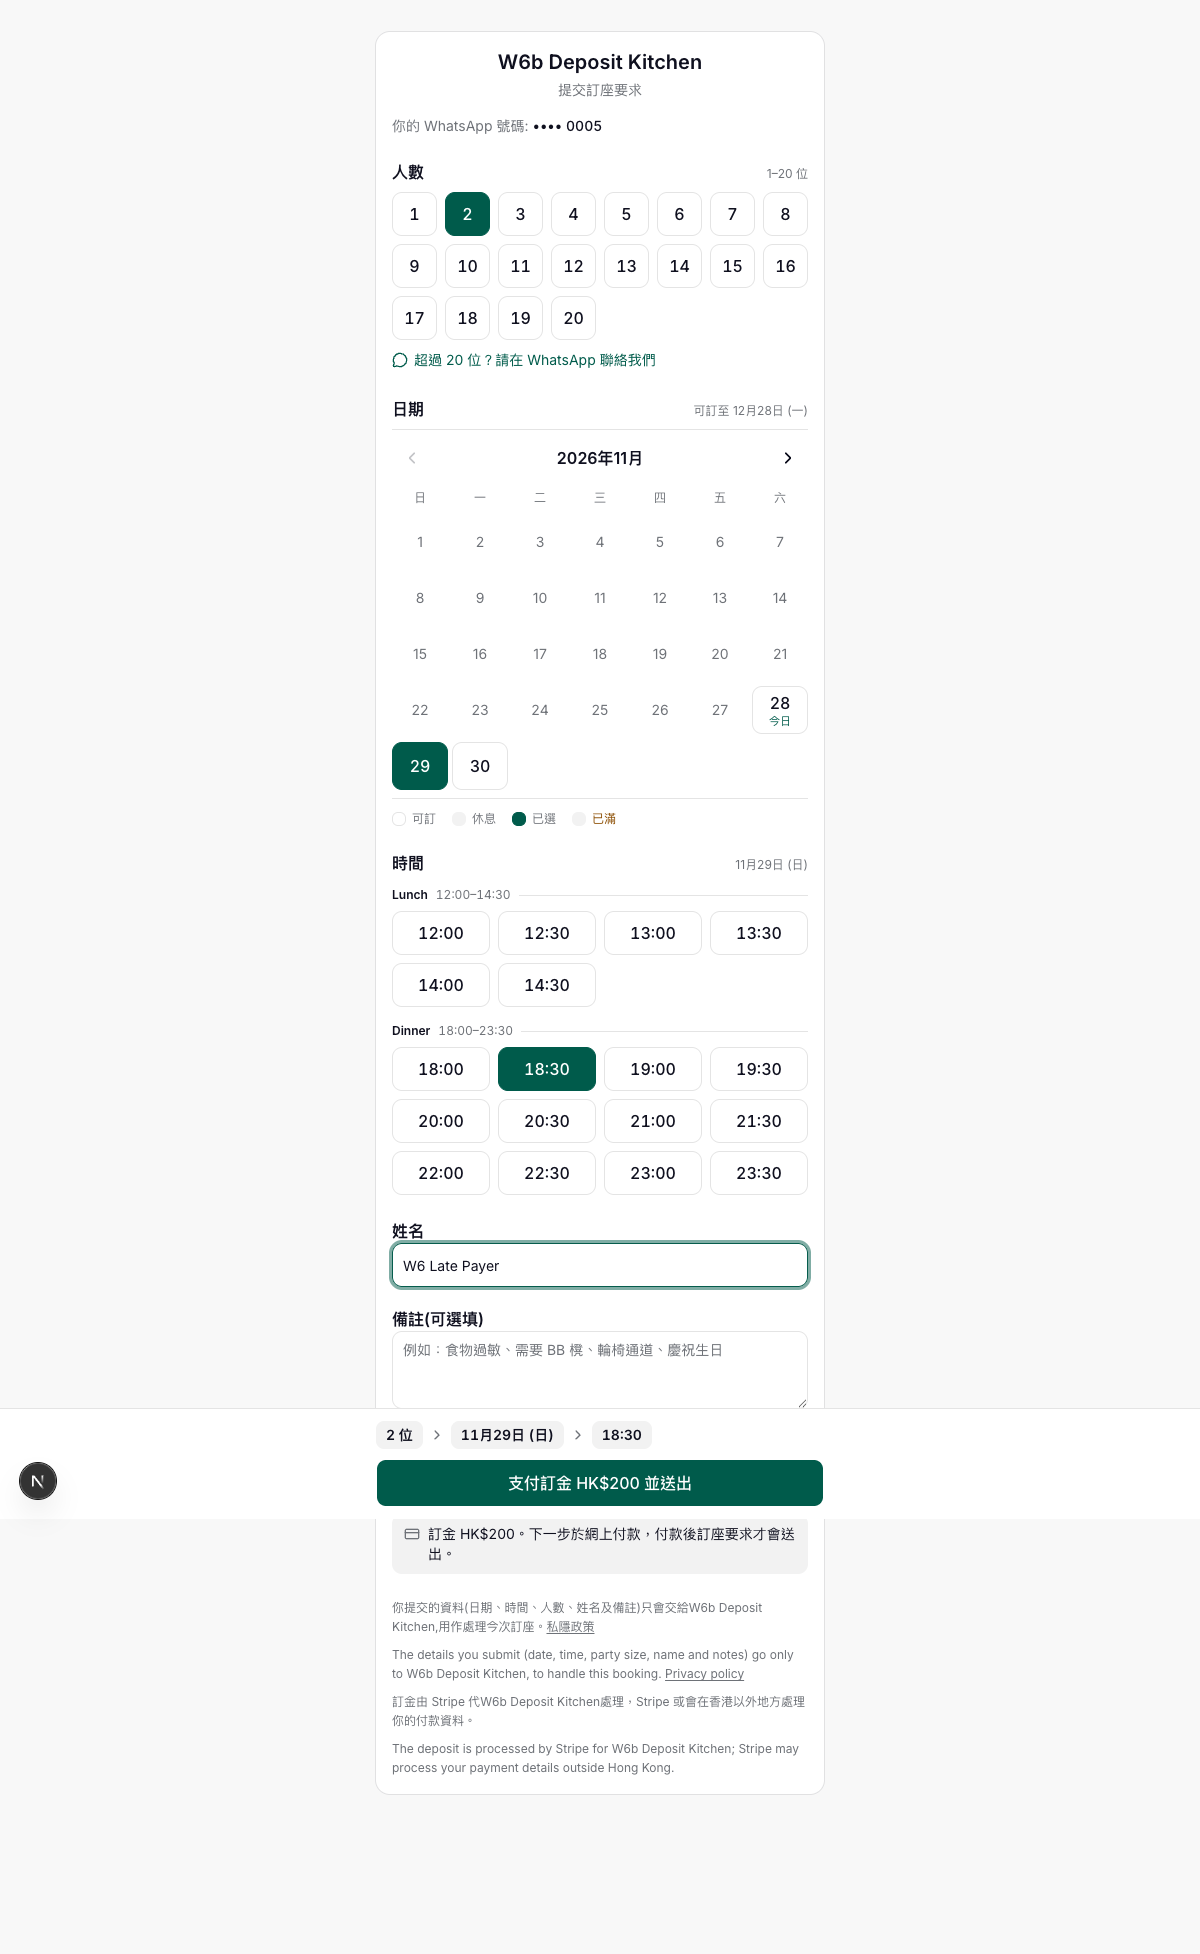 W6b Deposit Kitchen
提交訂座要求
你的 WhatsApp 號碼: •••• 0005
人數 1–20 位
1 2 3 4 5 6 7 8
9 10 11 12 13 14 15 16
17 18 19 20
超過 20 位？請在 WhatsApp 聯絡我們
日期 可訂至 12月28日 (一)
2026年11月
日 一 二 三 四 五 六
1 2 3 4 5 6 7
8 9 10 11 12 13 14
15 16 17 18 19 20 21
22 23 24 25 26 27 28
今日
29 30
可訂 休息 已選 已滿
時間 11月29日 (日)
Lunch 12:00–14:30
12:00 12:30 13:00 13:30
14:00 14:30
Dinner 18:00–23:30
18:00 18:30 19:00 19:30
20:00 20:30 21:00 21:30
22:00 22:30 23:00 23:30
姓名
W6 Late Payer
備註(可選填)
例如：食物過敏、需要 BB 櫈、輪椅通道、慶祝生日
2 位 11月29日 (日) 18:30
N
支付訂金 HK$200 並送出
訂金 HK$200。下一步於網上付款，付款後訂座要求才會送
出。
你提交的資料(日期、時間、人數、姓名及備註)只會交給W6b Deposit
Kitchen,用作處理今次訂座。私隱政策
The details you submit (date, time, party size, name and notes) go only
to W6b Deposit Kitchen, to handle this booking. Privacy policy
訂金由 Stripe 代W6b Deposit Kitchen處理，Stripe 或會在香港以外地方處理
你的付款資料。
The deposit is processed by Stripe for W6b Deposit Kitchen; Stripe may
process your payment details outside Hong Kong.